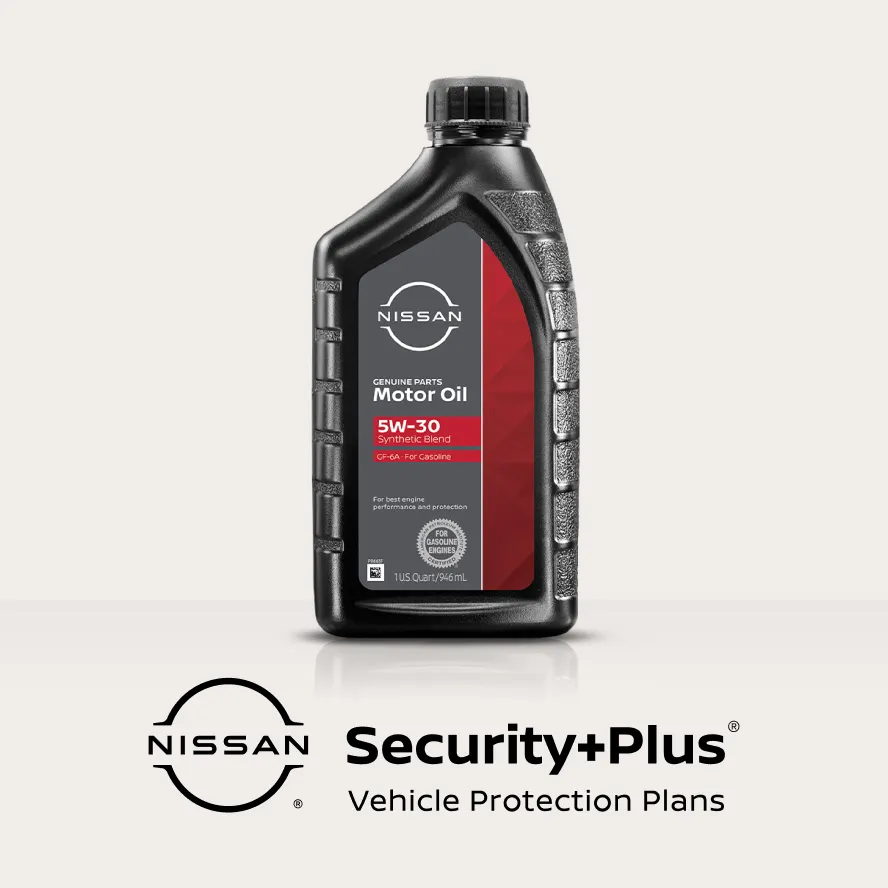 NISSAN
GENUINE PARTS
Motor Oil
5W-30
Synthetic Blend
GF-6A · For Gasoline
For best engine
performance and protection
FOR
GASOLINE
ENGINES
CERTIFIED
1 U.S. Quart/946 mL
NISSAN
®
Security+Plus®
Vehicle Protection Plans